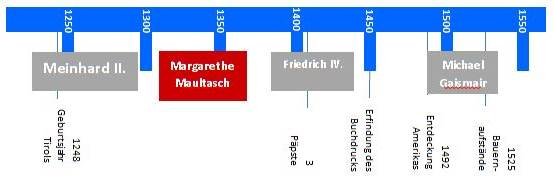 1250
1300
1350
1400
1450
1500
1550
Meinhard II.
Margarethe
Maultasch
Friedrich IV.
Michael
Gaismair
1248
Geburtsjahr
Tirols
3
Päpste
Erfindung des
Buchdrucks
1492
Entdeckung
Amerikas
1525
Bauern-
aufstände